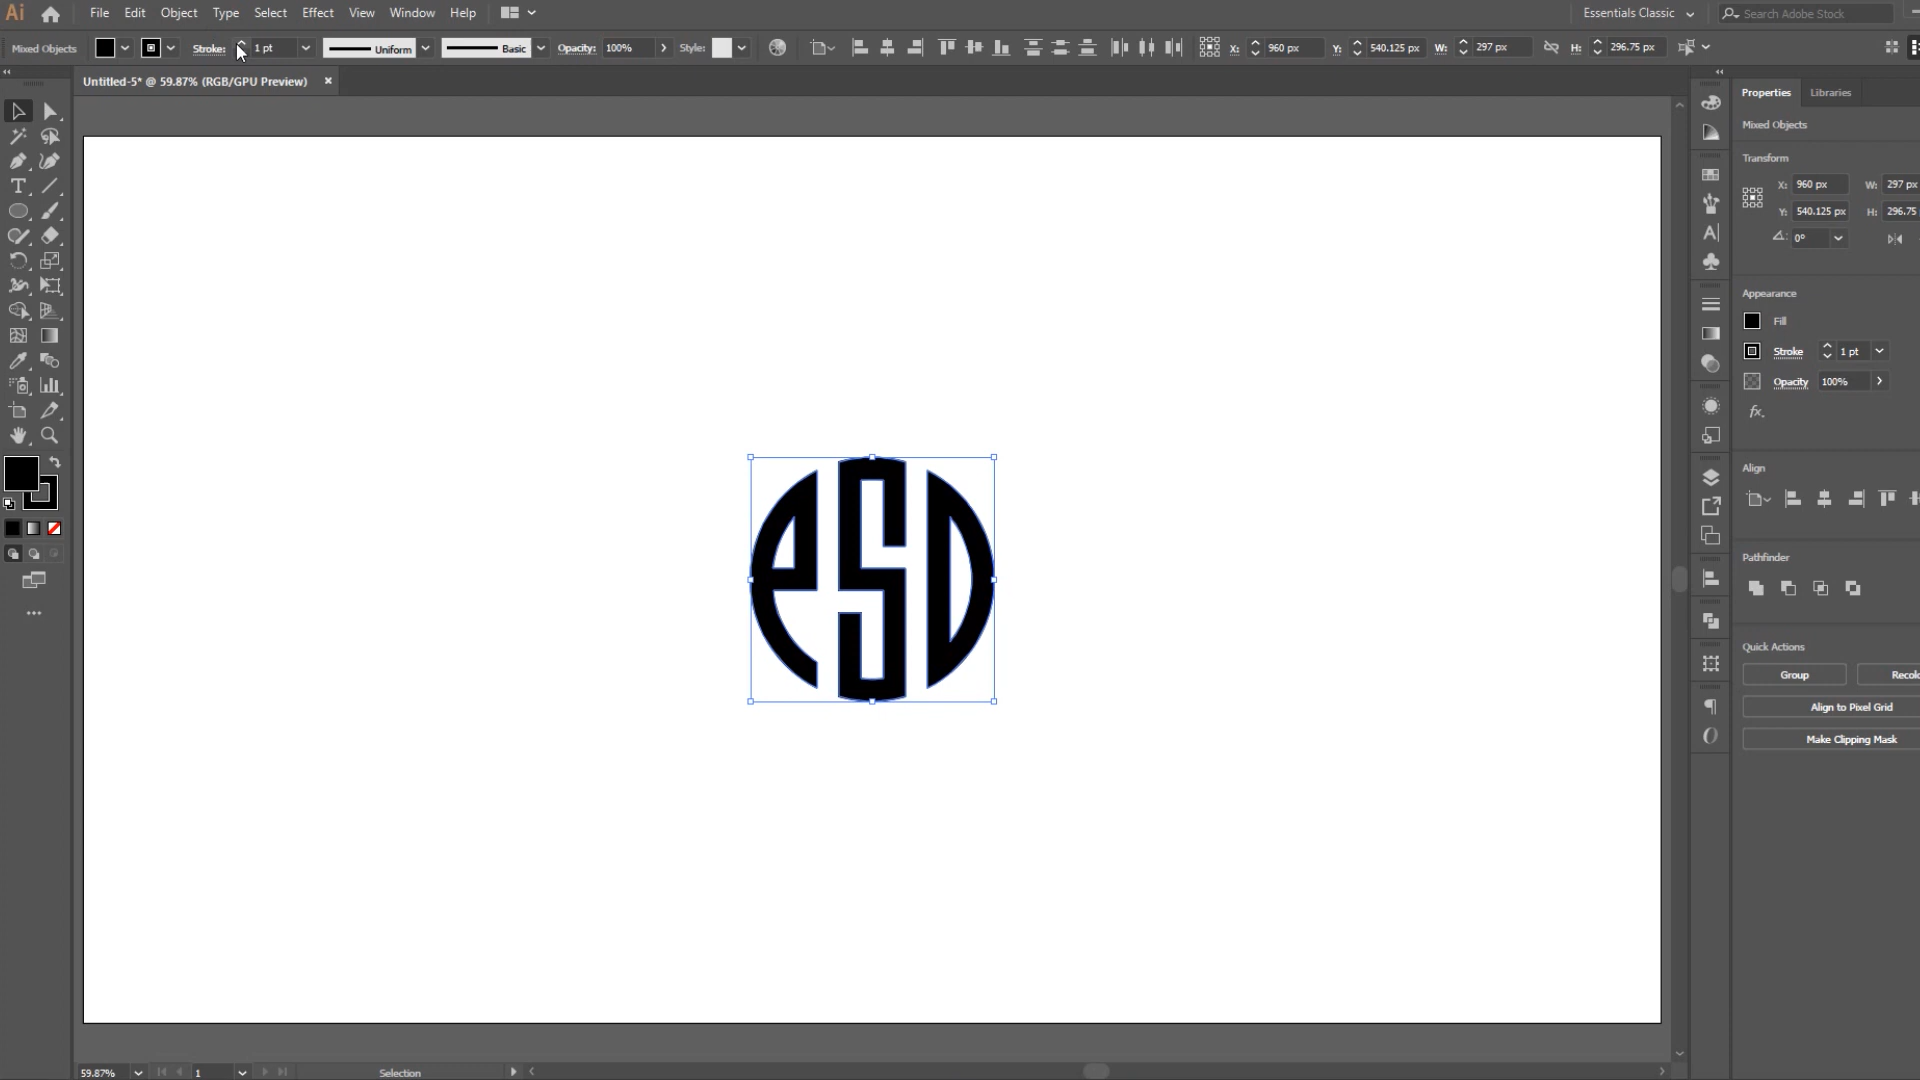 Ai File Edit Object Type Select Effect View Window Help Essentials Classic Search Adobe Stock
Mixed Objects Stroke: 1 pt Uniform Basic Opacity: 100% Style: X: 960 px Y: 540.125 px W: 297 px H: 296.75 px
Untitled-5* @ 59.87% (RGB/GPU Preview) ×
Properties Libraries
Mixed Objects
Transform
X: 960 px W: 297 px
Y: 540.125 px H: 296.75
0°
Appearance
Fill
Stroke 1 pt
Opacity 100%
fx.
Align
Pathfinder
Quick Actions
Group Recolo
Align to Pixel Grid
Make Clipping Mask
eSD
59.87% 1 Selection